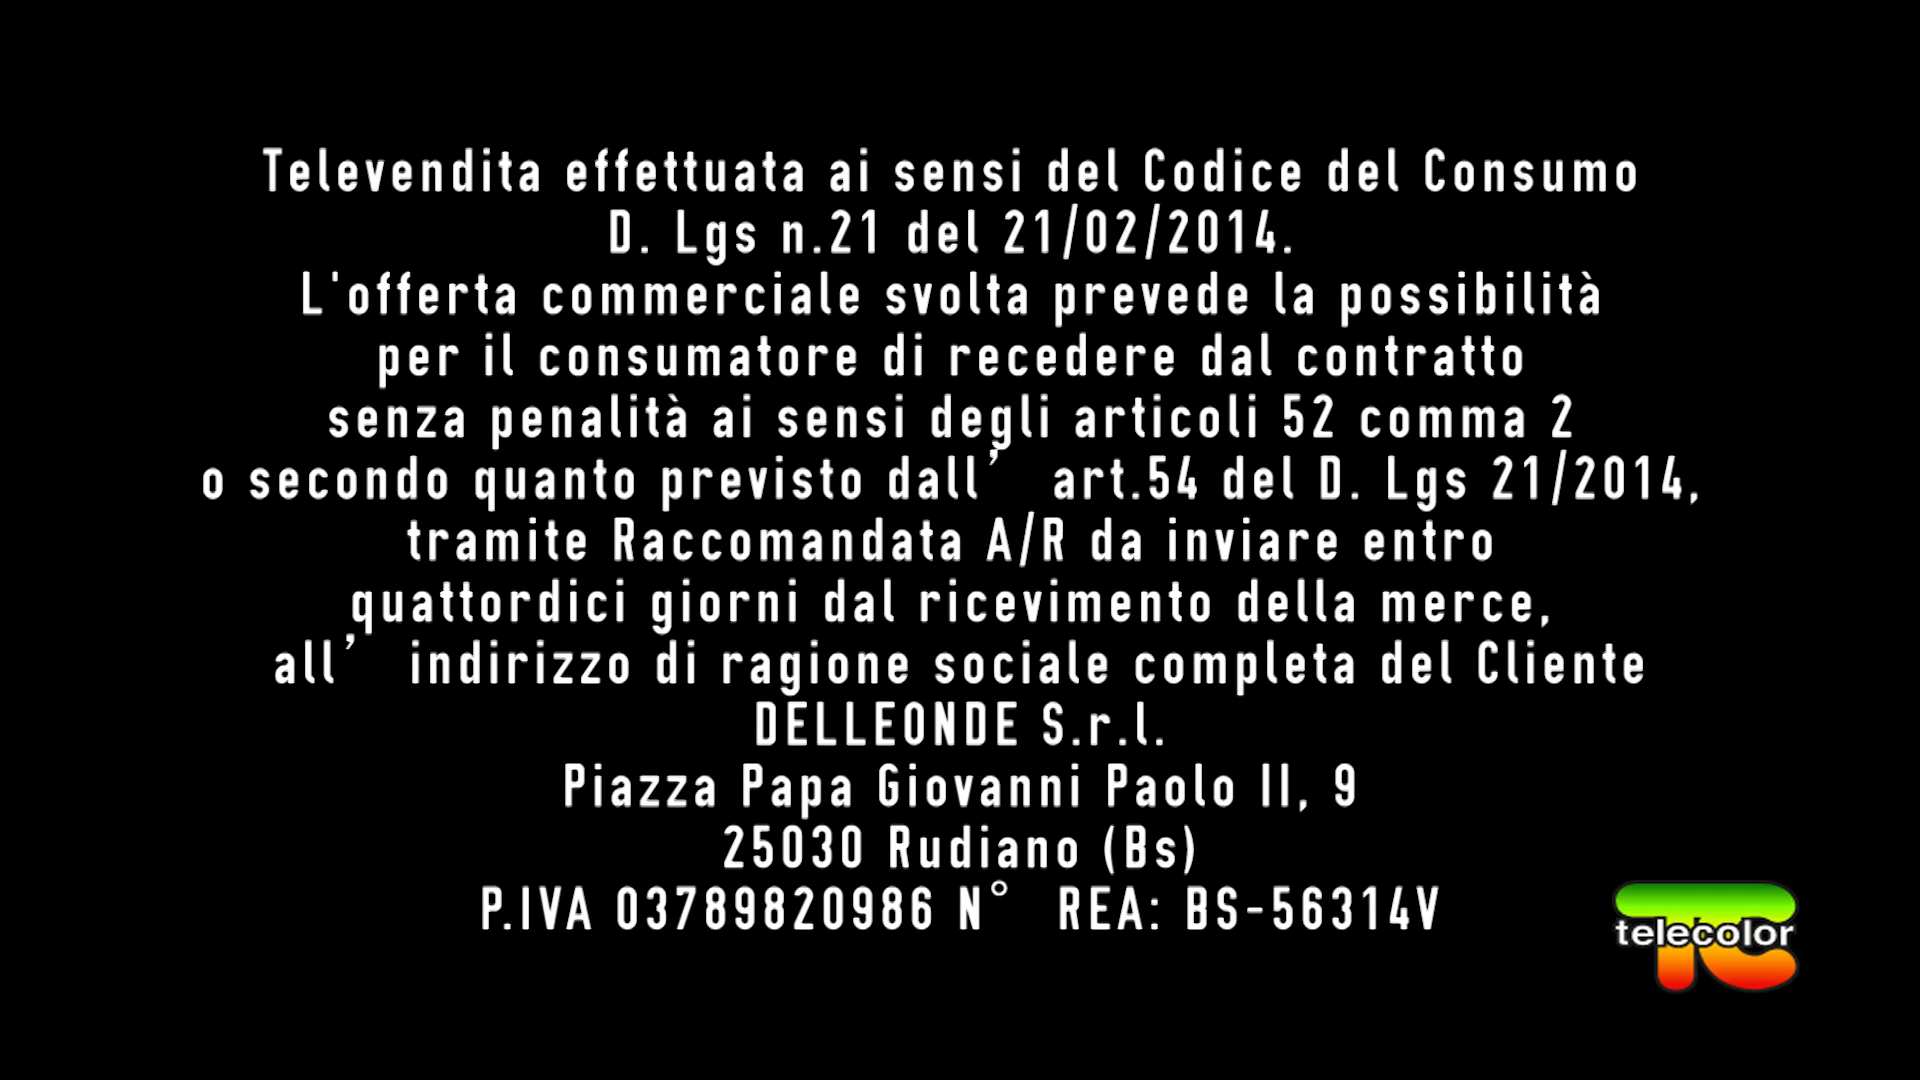 Televendita effettuata ai sensi del Codice del Consumo
D. Lgs n.21 del 21/02/2014.
L'offerta commerciale svolta prevede la possibilità
per il consumatore di recedere dal contratto
senza penalità ai sensi degli articoli 52 comma 2
o secondo quanto previsto dall’ art.54 del D. Lgs 21/2014,
tramite Raccomandata A/R da inviare entro
quattordici giorni dal ricevimento della merce,
all’ indirizzo di ragione sociale completa del Cliente
DELLEONDE S.r.l.
Piazza Papa Giovanni Paolo II, 9
25030 Rudiano (Bs)
P.IVA 03789820986 N° REA: BS-56314V
telecolor